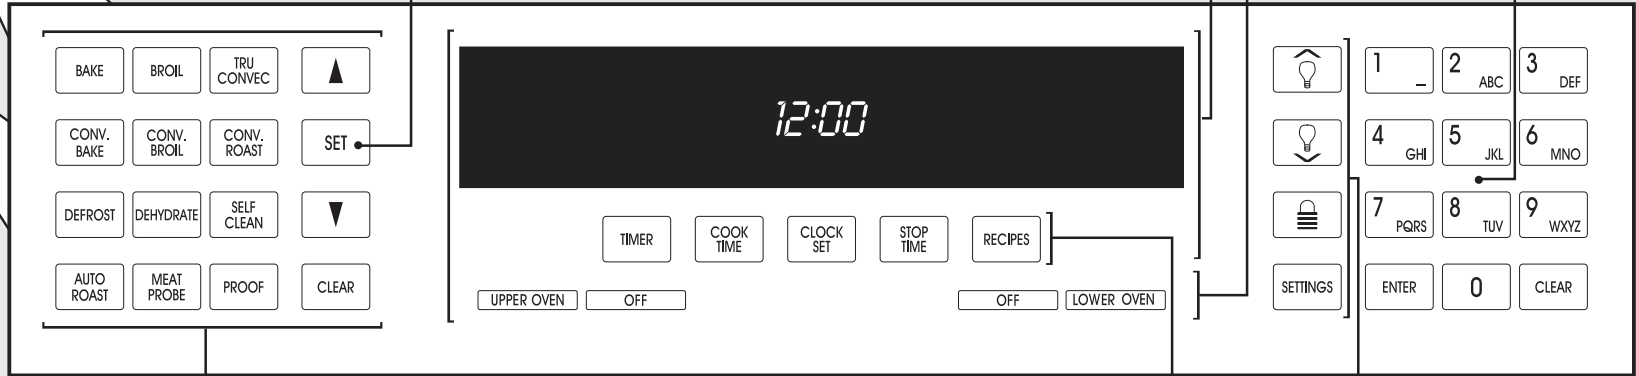 BAKE
BROIL
TRU
CONVEC
CONV.
BAKE
CONV.
BROIL
CONV.
ROAST
SET
DEFROST
DEHYDRATE
SELF
CLEAN
AUTO
ROAST
MEAT
PROBE
PROOF
CLEAR
12:00
TIMER
COOK
TIME
CLOCK
SET
STOP
TIME
RECIPES
UPPER OVEN
OFF
OFF
LOWER OVEN
SETTINGS
1 _
2 ABC
3 DEF
4 GHI
5 JKL
6 MNO
7 PQRS
8 TUV
9 WXYZ
ENTER
0
CLEAR